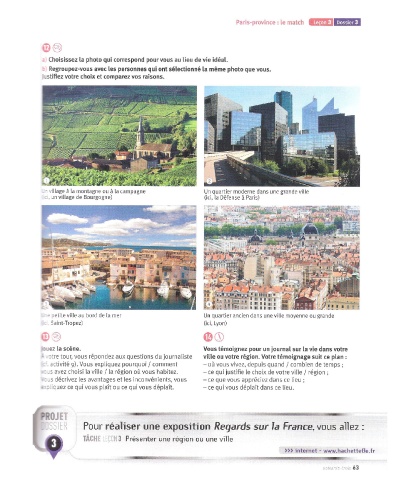 Paris-province : le match Leçon 3 Dossier 3
12
a) Choisissez la photo qui correspond pour vous au lieu de vie idéal.
b) Regroupez-vous avec les personnes qui ont sélectionné la même photo que vous.
Justifiez votre choix et comparez vos raisons.
Un village à la montagne ou à la campagne
(ici, un village de Bourgogne)
Un quartier moderne dans une grande ville
(ici, la Défense à Paris)
Une petite ville au bord de la mer
(ici, Saint-Tropez)
Un quartier ancien dans une ville moyenne ou grande
(ici, Lyon)
13
Jouez la scène.
À votre tour, vous répondez aux questions du journaliste
(cf. activité 9). Vous expliquez pourquoi / comment
vous avez choisi la ville / la région où vous habitez.
Vous décrivez les avantages et les inconvénients, vous
expliquez ce qui vous plaît ou ce qui vous déplaît.
14
Vous témoignez pour un journal sur la vie dans votre
ville ou votre région. Votre témoignage suit ce plan :
– où vous vivez, depuis quand / combien de temps ;
– ce qui justifie le choix de votre ville / région ;
– ce que vous appréciez dans ce lieu ;
– ce qui vous déplaît dans ce lieu.
PROJET
DOSSIER
3
Pour réaliser une exposition Regards sur la France, vous allez :
TÂCHE LEÇON 3 Présenter une région ou une ville
>>> Internet – www.hachettefle.fr
63